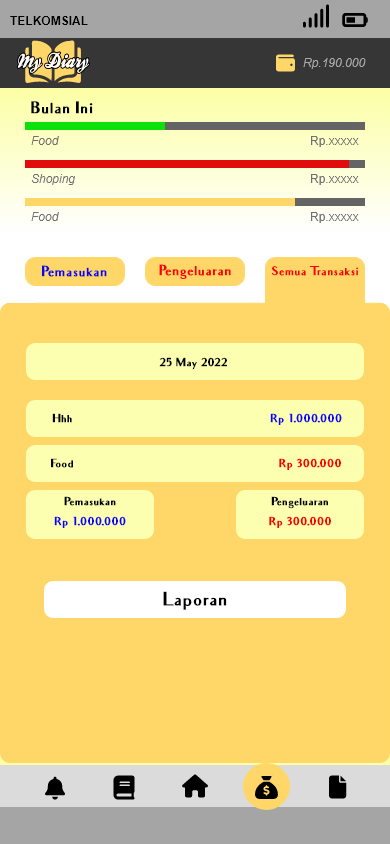 TELKOMSIAL
My Diary
Rp.190.000
Bulan Ini
Food Rp.xxxxx
Shoping Rp.xxxxx
Food Rp.xxxxx
Pemasukan Pengeluaran Semua Transaksi
25 May 2022
Hhh Rp 1.000.000
Food Rp 300.000
Pemasukan Pengeluaran
Rp 1.000.000 Rp 300.000
Laporan